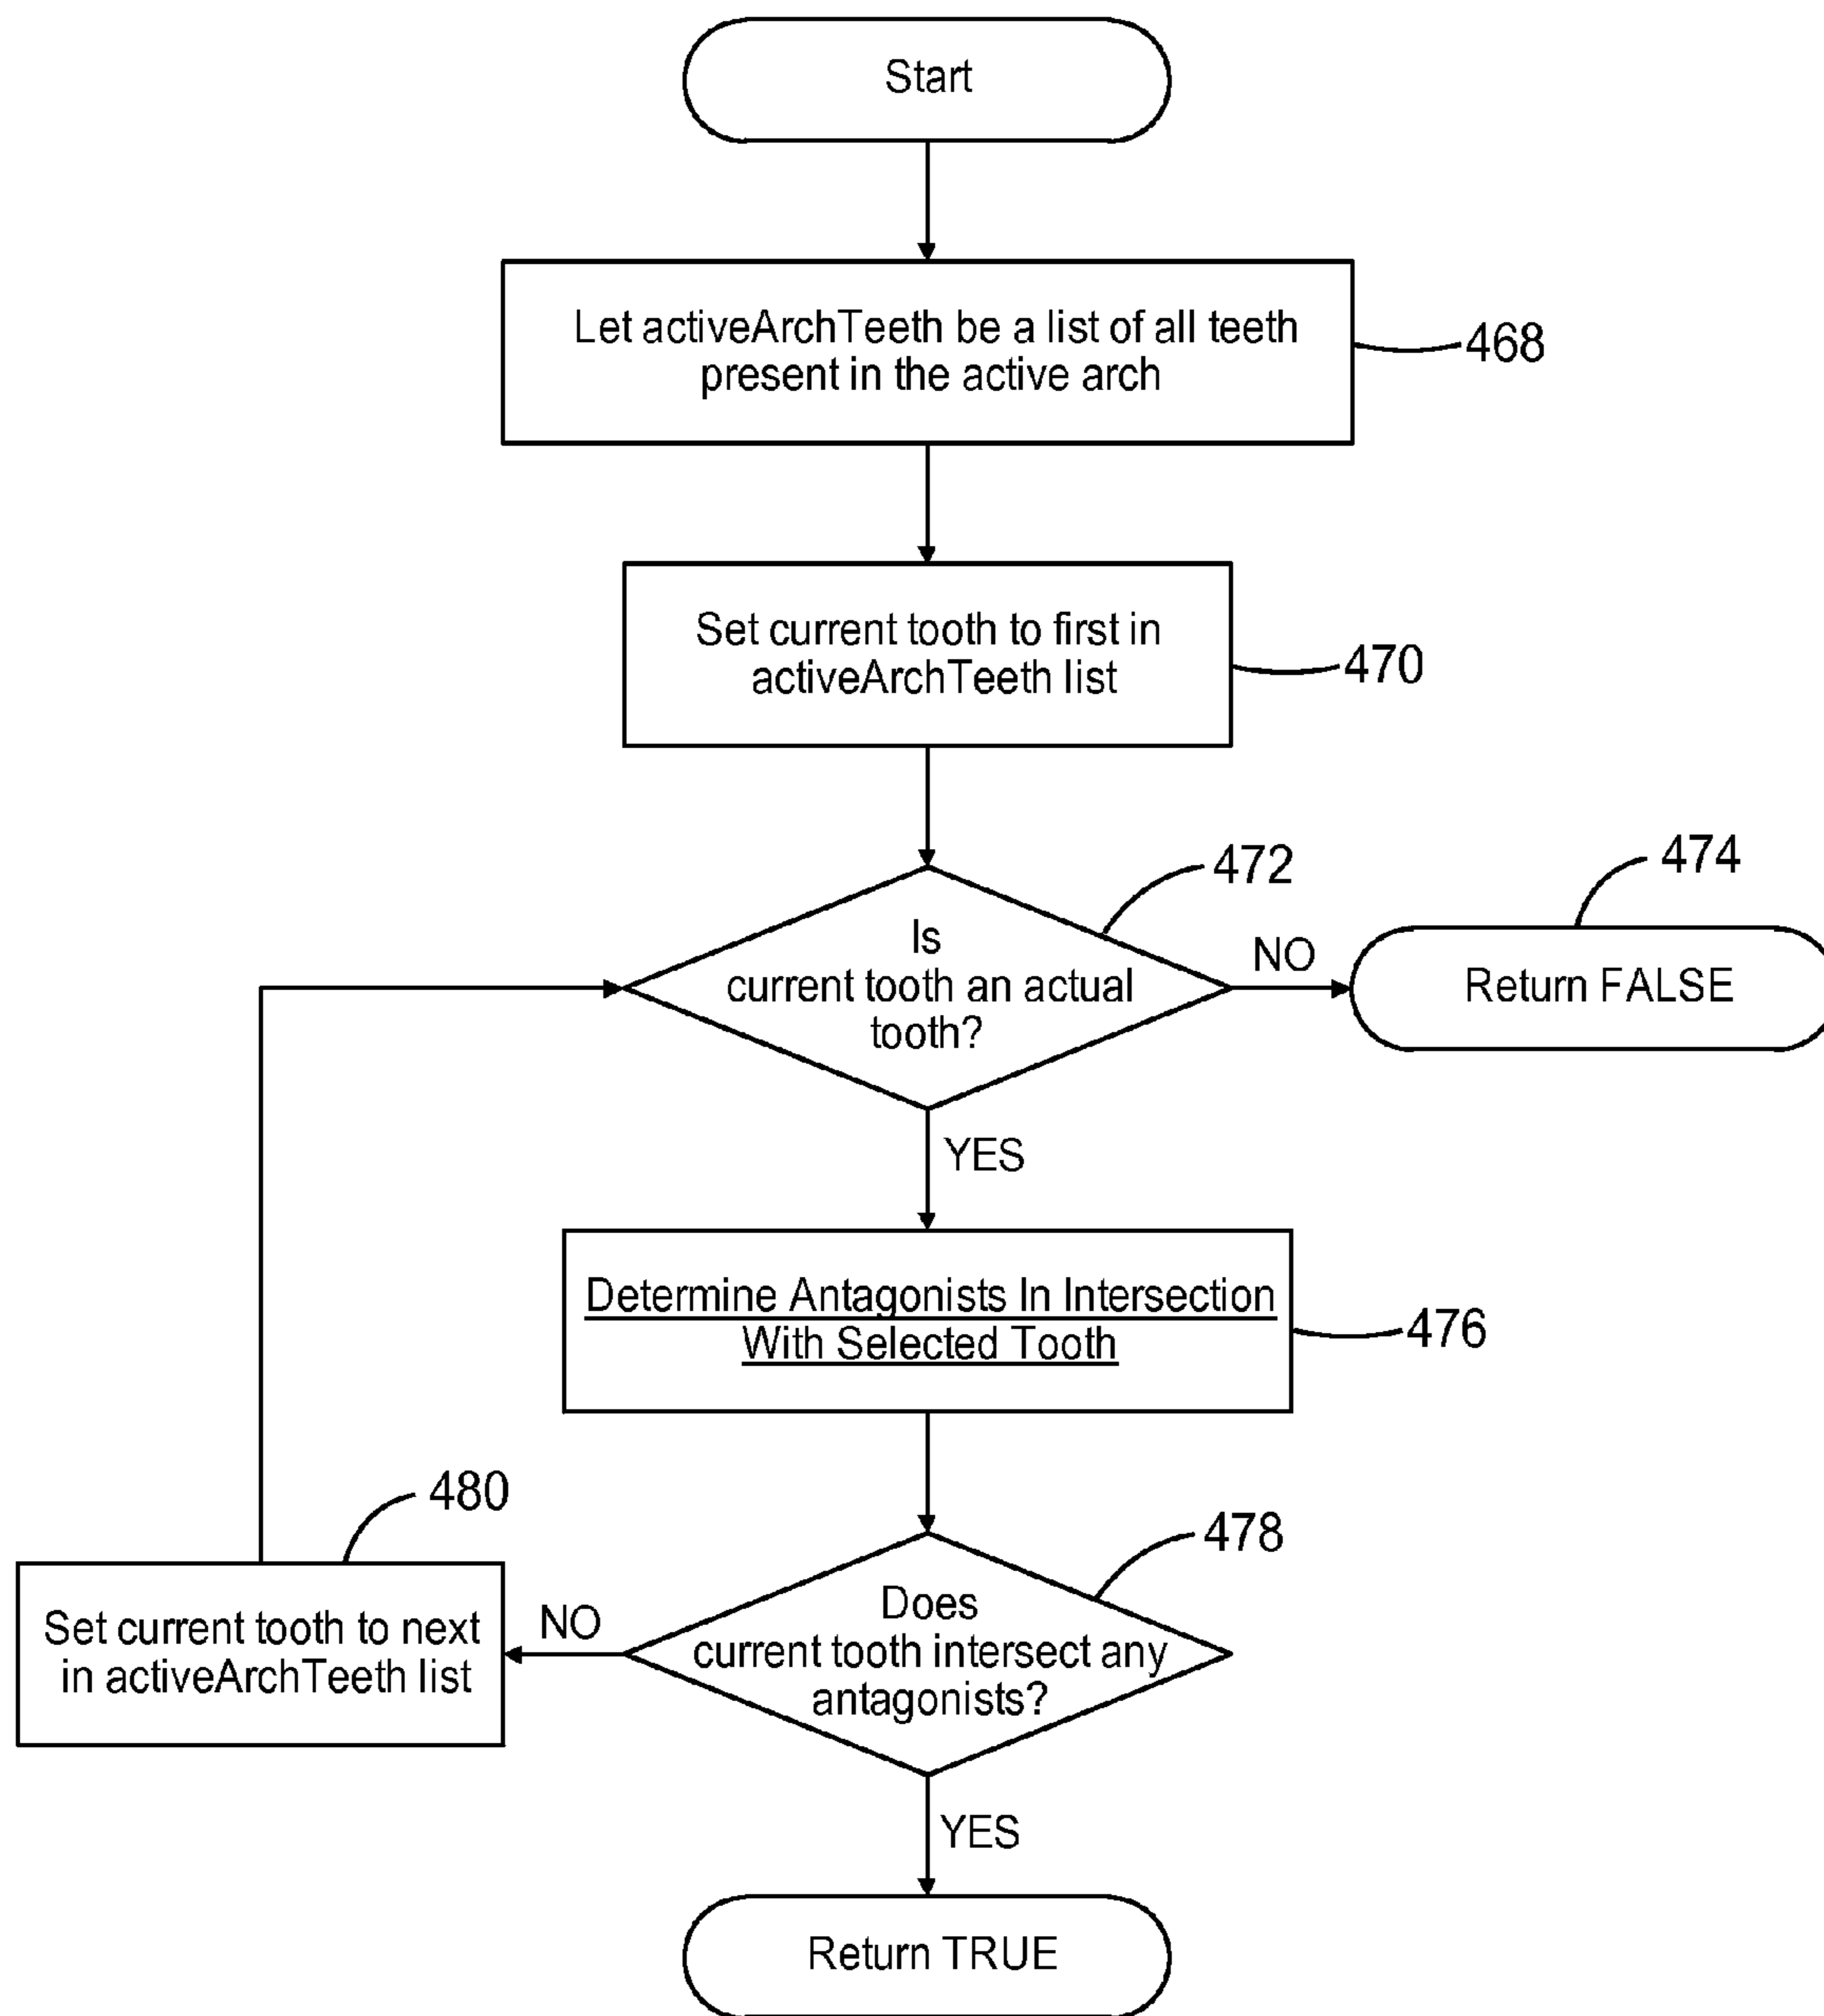 Start
Let activeArchTeeth be a list of all teeth
present in the active arch
468
Set current tooth to first in
activeArchTeeth list
470
472
474
Is
current tooth an actual
tooth?
NO
Return FALSE
YES
Determine Antagonists In Intersection
With Selected Tooth
476
480
478
Set current tooth to next
in activeArchTeeth list
NO
Does
current tooth intersect any
antagonists?
YES
Return TRUE